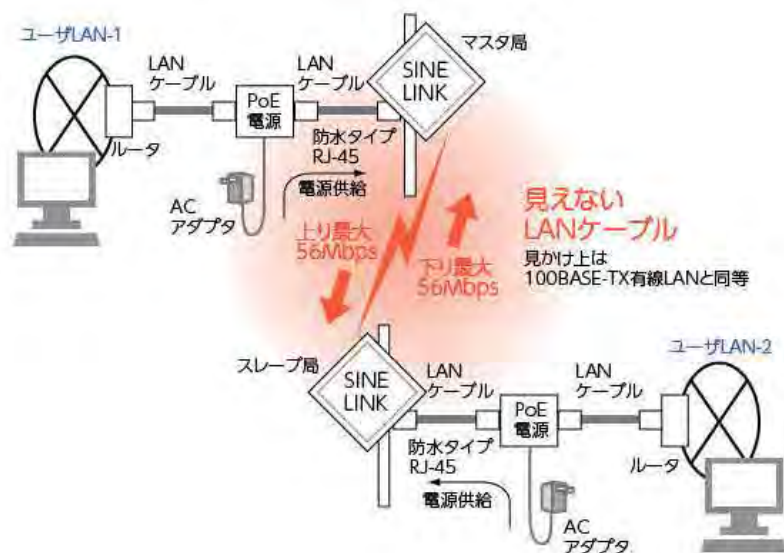 ユーザLAN-1
LAN
ケーブル
PoE
電源
LAN
ケーブル
マスタ局
SINE
LINK
ルータ
防水タイプ
RJ-45
電源供給
AC
アダプタ
上り最大
56Mbps
下り最大
56Mbps
見えない
LANケーブル
見かけ上は
100BASE-TX有線LANと同等
スレーブ局
SINE
LINK
LAN
ケーブル
PoE
電源
LAN
ケーブル
ユーザLAN-2
防水タイプ
RJ-45
電源供給
ルータ
AC
アダプタ